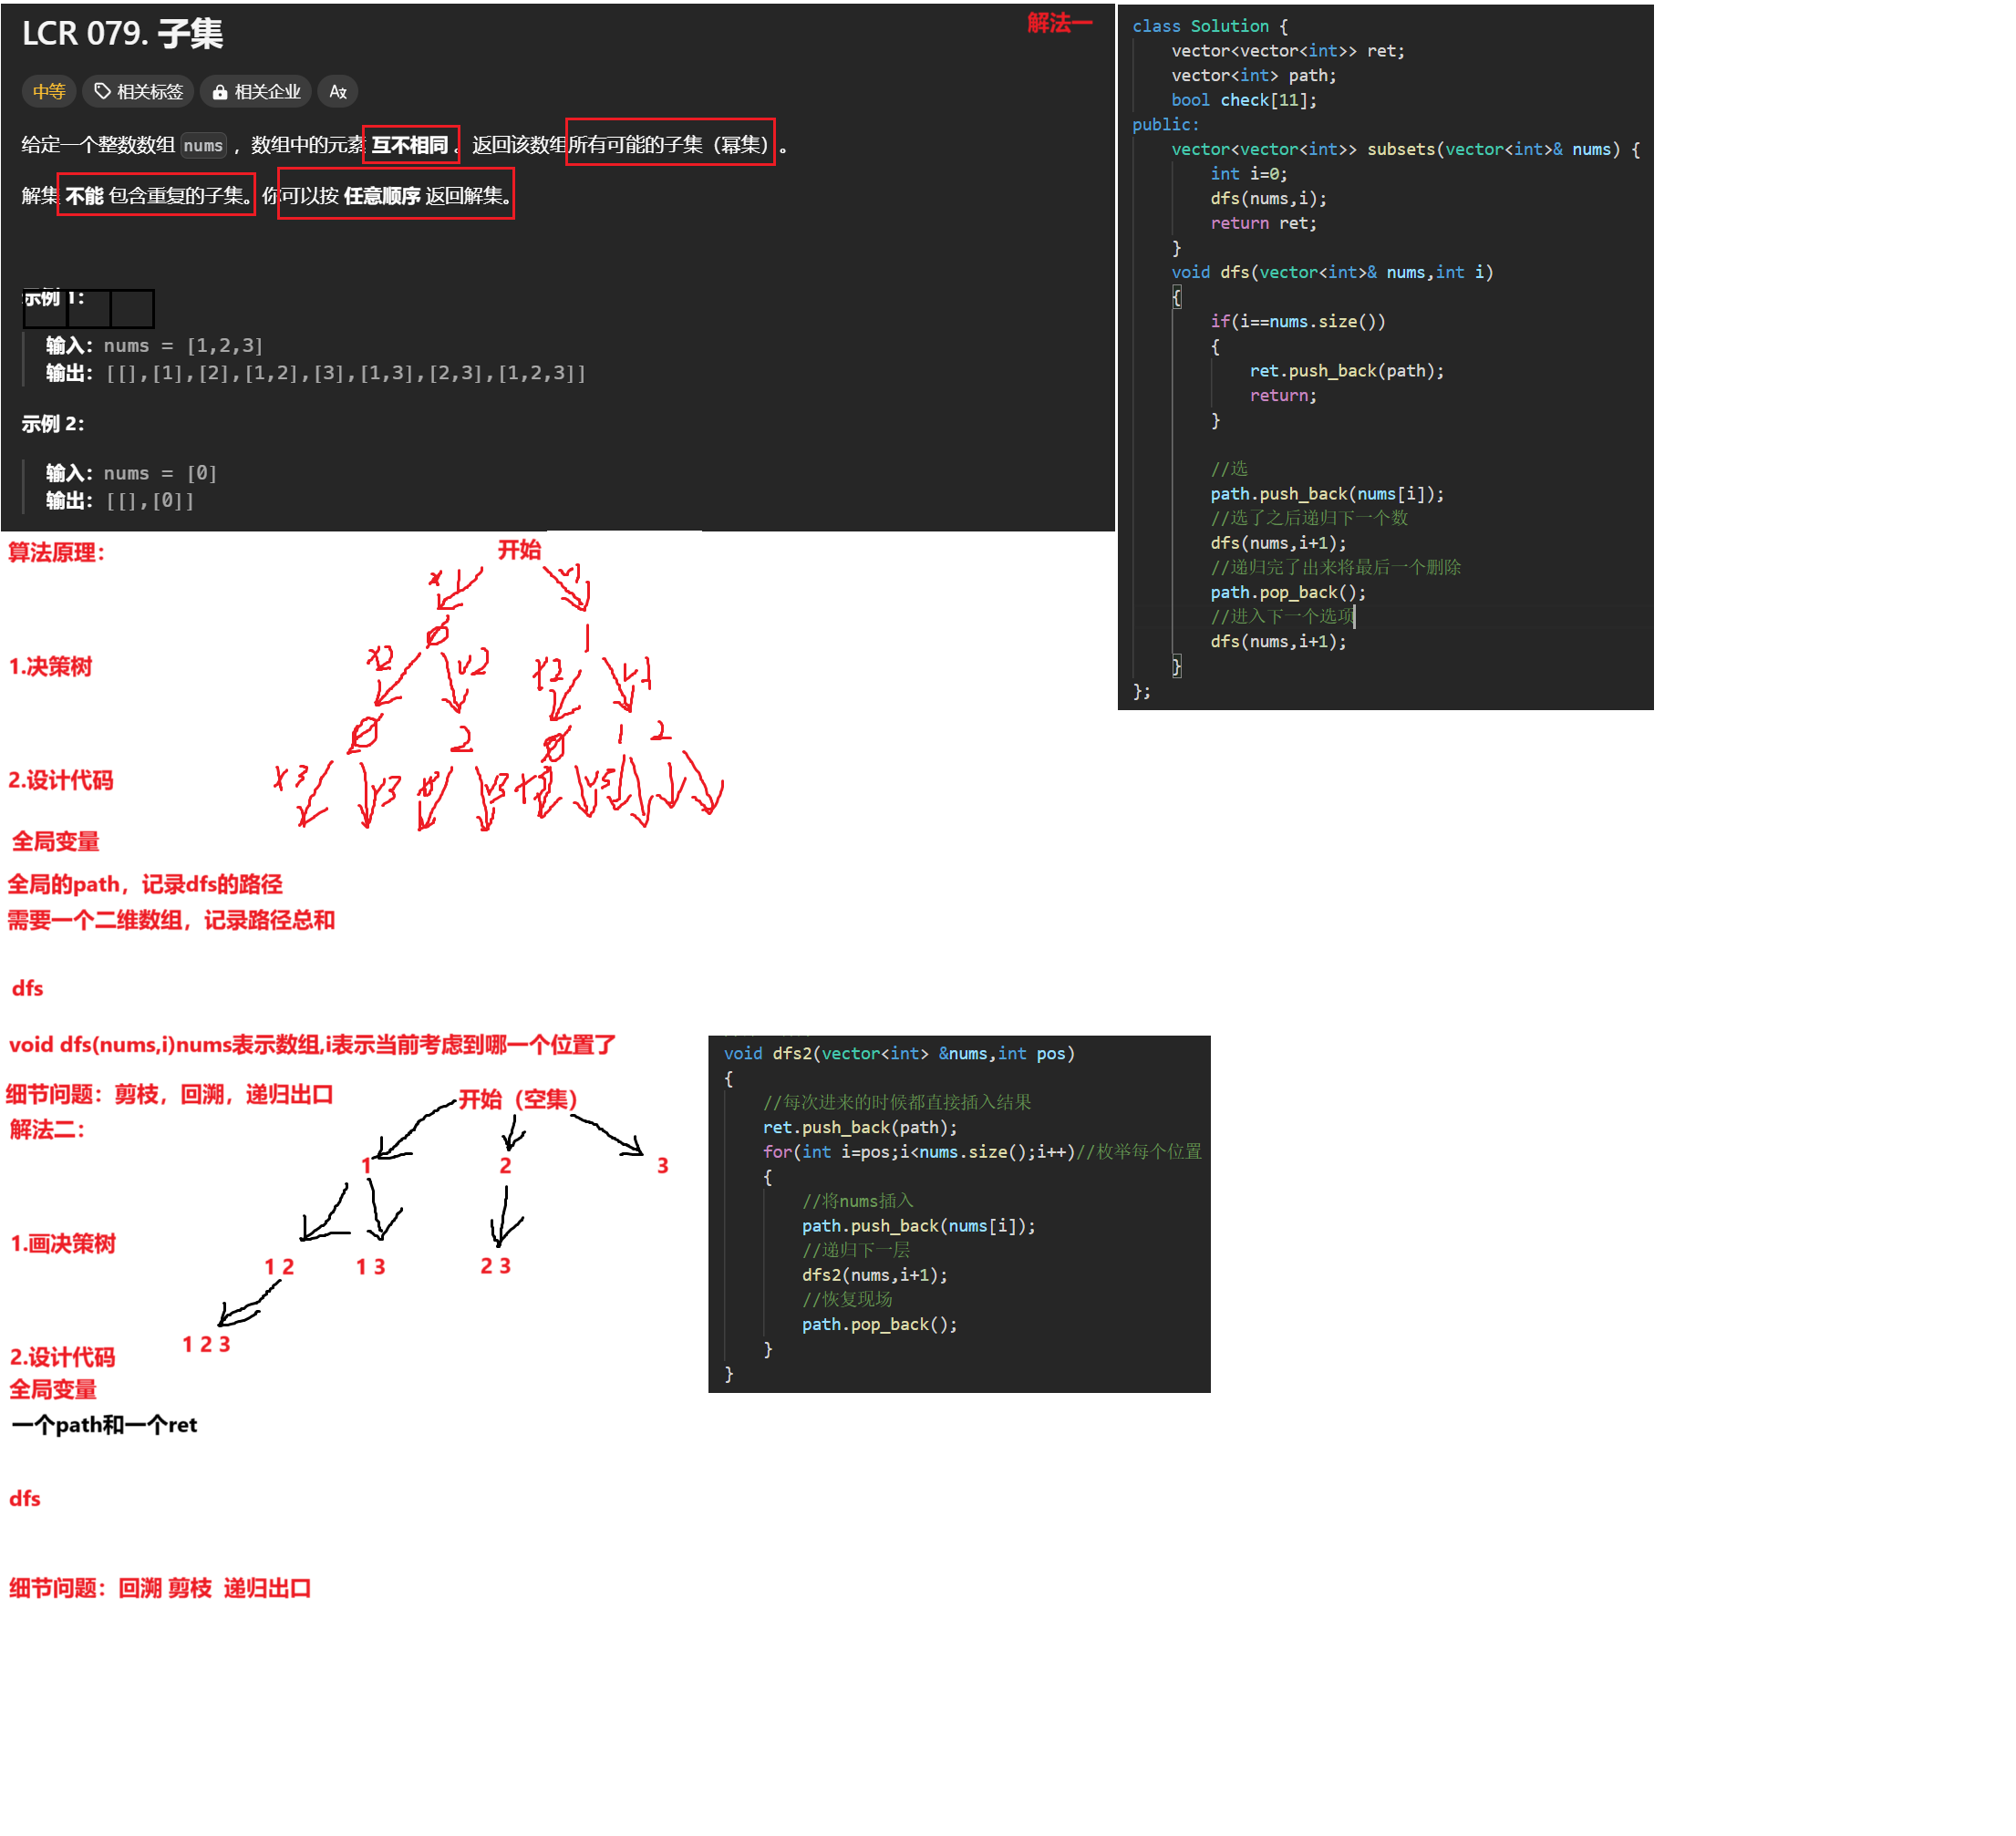 LCR 079. 子集
解法一
中等 相关标签 相关企业
给定一个整数数组 nums ，数组中的元素 互不相同 。返回该数组所有可能的子集（幂集）。
解集 不能 包含重复的子集。你可以按 任意顺序 返回解集。
示例 1：
输入：nums = [1,2,3]
输出：[[],[1],[2],[1,2],[3],[1,3],[2,3],[1,2,3]]
示例 2：
输入：nums = [0]
输出：[[],[0]]
class Solution {
vector<vector<int>> ret;
vector<int> path;
bool check[11];
public:
vector<vector<int>> subsets(vector<int>& nums) {
int i=0;
dfs(nums,i);
return ret;
}
void dfs(vector<int>& nums,int i)
{
if(i==nums.size())
{
ret.push_back(path);
return;
}
//选
path.push_back(nums[i]);
//选了之后递归下一个数
dfs(nums,i+1);
//递归完了出来将最后一个删除
path.pop_back();
//进入下一个选项
dfs(nums,i+1);
}
};
算法原理：
开始
x 1 √1
∅ 1
1.决策树
x2 √2 x2
∅ 2 ∅ 1 2
2.设计代码
x3 √3 √3
全局变量
全局的path，记录dfs的路径
需要一个二维数组，记录路径总和
dfs
void dfs(nums,i)nums表示数组,i表示当前考虑到哪一个位置了
细节问题：剪枝，回溯，递归出口
解法二：
开始（空集）
1 2 3
1.画决策树
1 2 1 3 2 3
1 2 3
2.设计代码
全局变量
一个path和一个ret
dfs
细节问题：回溯 剪枝 递归出口
void dfs2(vector<int> &nums,int pos)
{
//每次进来的时候都直接插入结果
ret.push_back(path);
for(int i=pos;i<nums.size();i++)//枚举每个位置
{
//将nums插入
path.push_back(nums[i]);
//递归下一层
dfs2(nums,i+1);
//恢复现场
path.pop_back();
}
}